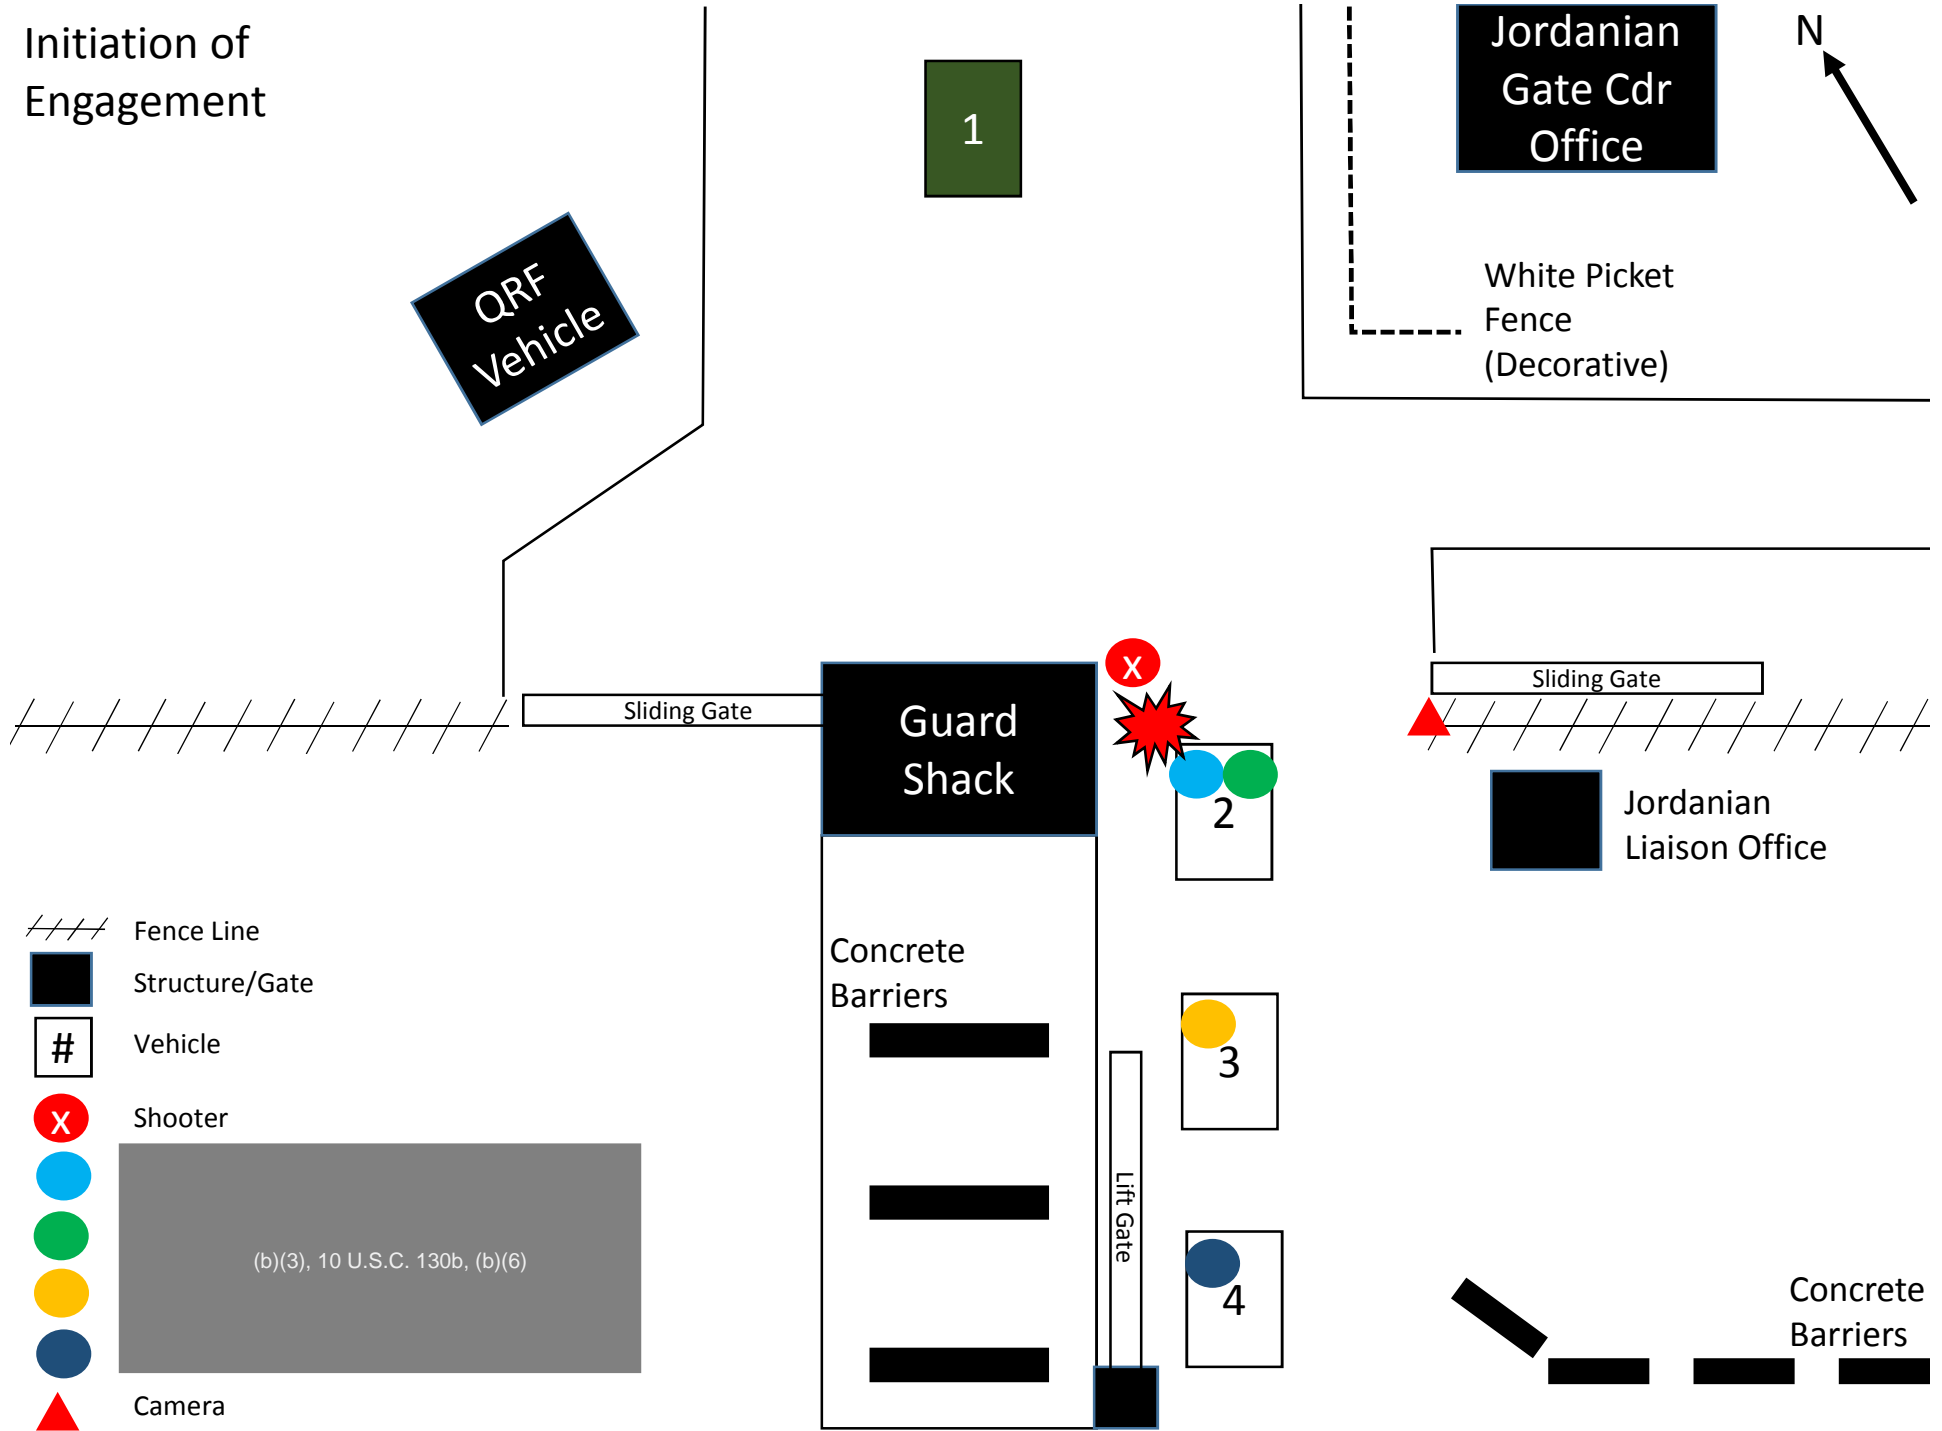 Initiation of
Engagement
1
Jordanian
Gate Cdr
Office
N
QRF
Vehicle
White Picket
Fence
(Decorative)
X
Sliding Gate
Sliding Gate
Guard
Shack
2
Jordanian
Liaison Office
Fence Line
Structure/Gate
# Vehicle
X Shooter
(b)(3), 10 U.S.C. 130b, (b)(6)
Camera
Concrete
Barriers
3
Lift Gate
4
Concrete
Barriers